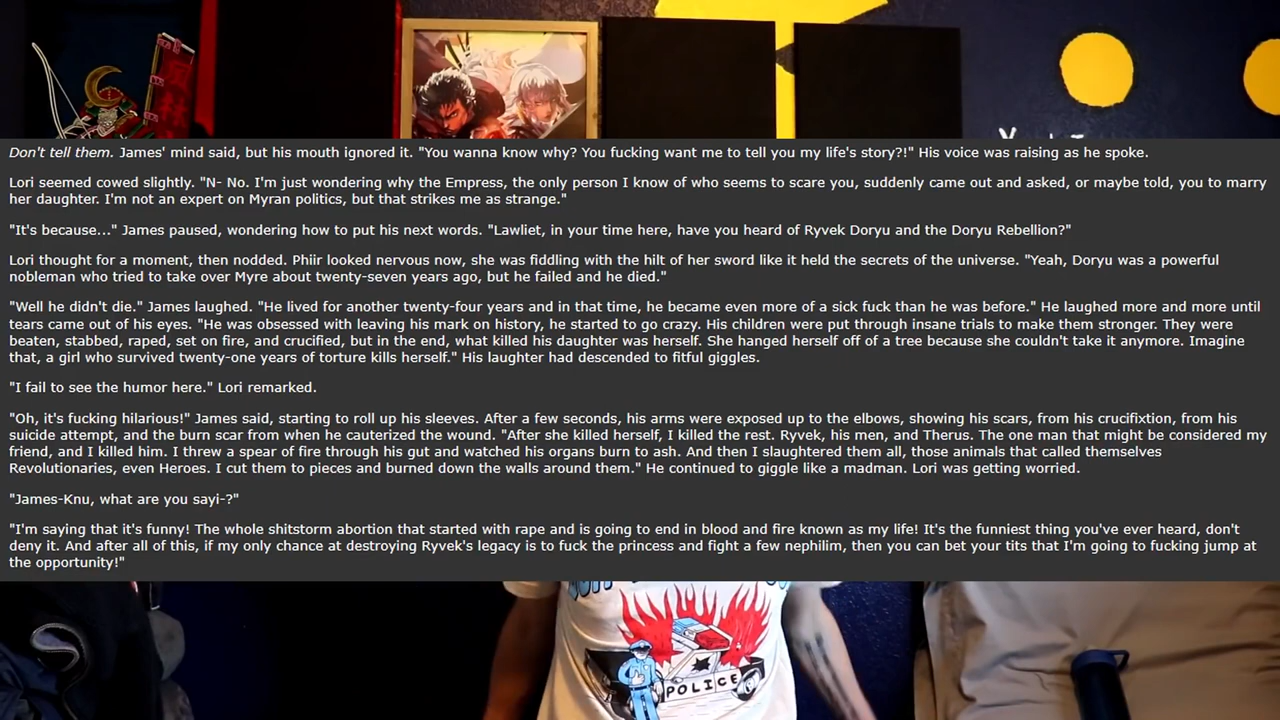 Don't tell them. James' mind said, but his mouth ignored it. "You wanna know why? You fucking want me to tell you my life's story?!" His voice was raising as he spoke.
Lori seemed cowed slightly. "N- No. I'm just wondering why the Empress, the only person I know of who seems to scare you, suddenly came out and asked, or maybe told, you to marry
her daughter. I'm not an expert on Myran politics, but that strikes me as strange."
"It's because..." James paused, wondering how to put his next words. "Lawliet, in your time here, have you heard of Ryvek Doryu and the Doryu Rebellion?"
Lori thought for a moment, then nodded. Phiir looked nervous now, she was fiddling with the hilt of her sword like it held the secrets of the universe. "Yeah, Doryu was a powerful
nobleman who tried to take over Myre about twenty-seven years ago, but he failed and he died."
"Well he didn't die." James laughed. "He lived for another twenty-four years and in that time, he became even more of a sick fuck than he was before." He laughed more and more until
tears came out of his eyes. "He was obsessed with leaving his mark on history, he started to go crazy. His children were put through insane trials to make them stronger. They were
beaten, stabbed, raped, set on fire, and crucified, but in the end, what killed his daughter was herself. She hanged herself off of a tree because she couldn't take it anymore. Imagine
that, a girl who survived twenty-one years of torture kills herself." His laughter had descended to fitful giggles.
"I fail to see the humor here." Lori remarked.
"Oh, it's fucking hilarious!" James said, starting to roll up his sleeves. After a few seconds, his arms were exposed up to the elbows, showing his scars, from his crucifixtion, from his
suicide attempt, and the burn scar from when he cauterized the wound. "After she killed herself, I killed the rest. Ryvek, his men, and Therus. The one man that might be considered my
friend, and I killed him. I threw a spear of fire through his gut and watched his organs burn to ash. And then I slaughtered them all, those animals that called themselves
Revolutionaries, even Heroes. I cut them to pieces and burned down the walls around them." He continued to giggle like a madman. Lori was getting worried.
"James-Knu, what are you sayi-?"
"I'm saying that it's funny! The whole shitstorm abortion that started with rape and is going to end in blood and fire known as my life! It's the funniest thing you've ever heard, don't
deny it. And after all of this, if my only chance at destroying Ryvek's legacy is to fuck the princess and fight a few nephilim, then you can bet your tits that I'm going to fucking jump at
the opportunity!"
POLICE